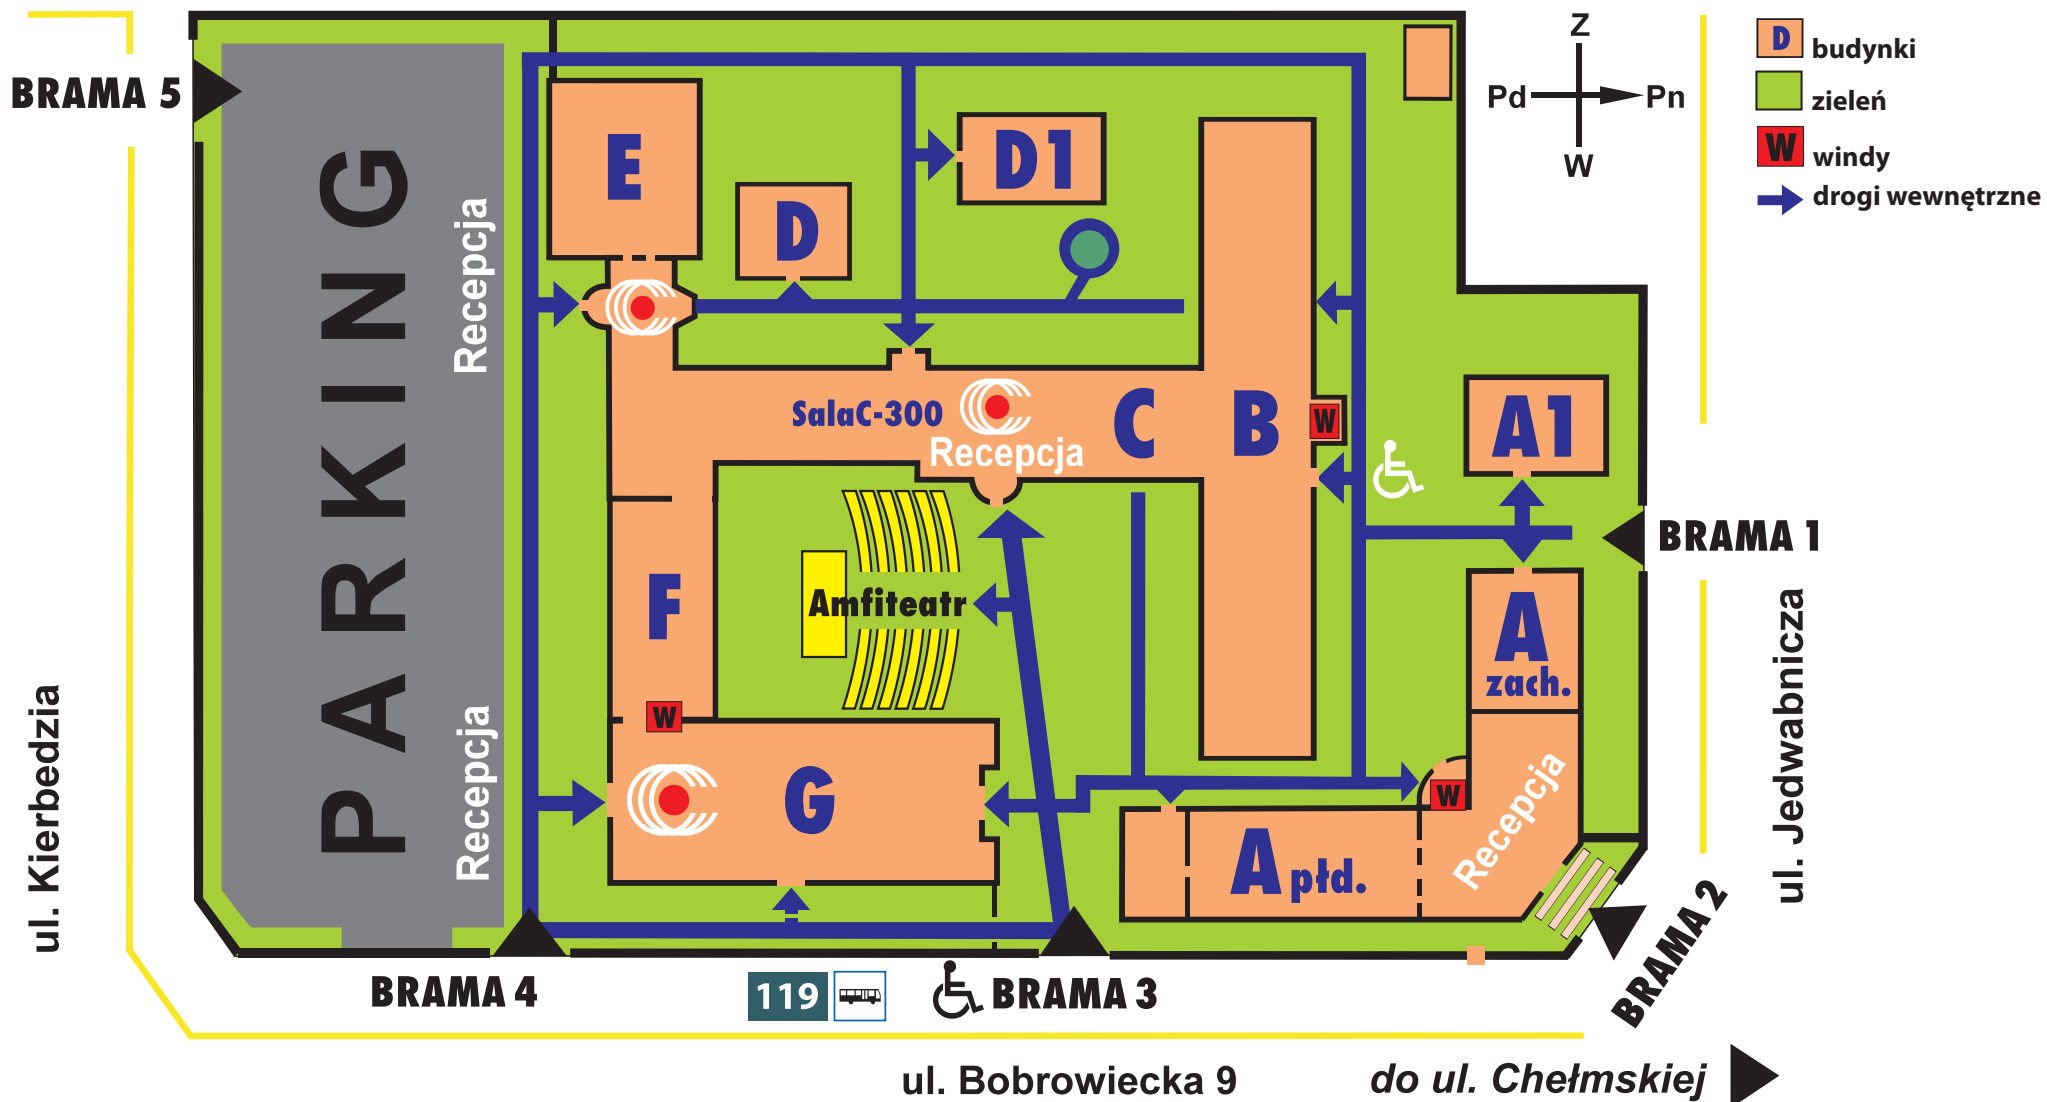 BRAMA 5
PARKING
Recepcja
Recepcja
E
D
D1
SalaC-300
Recepcja
C
B
W
A1
Z
Pd
Pn
W
D
budynki
zieleń
W
windy
drogi wewnętrzne
BRAMA 1
Amfiteatr
F
W
G
A
zach.
W
Recepcja
A płd.
ul. Kierbedzia
ul. Jedwabnicza
BRAMA 4
119
BRAMA 3
BRAMA 2
ul. Bobrowiecka 9
do ul. Chełmskiej